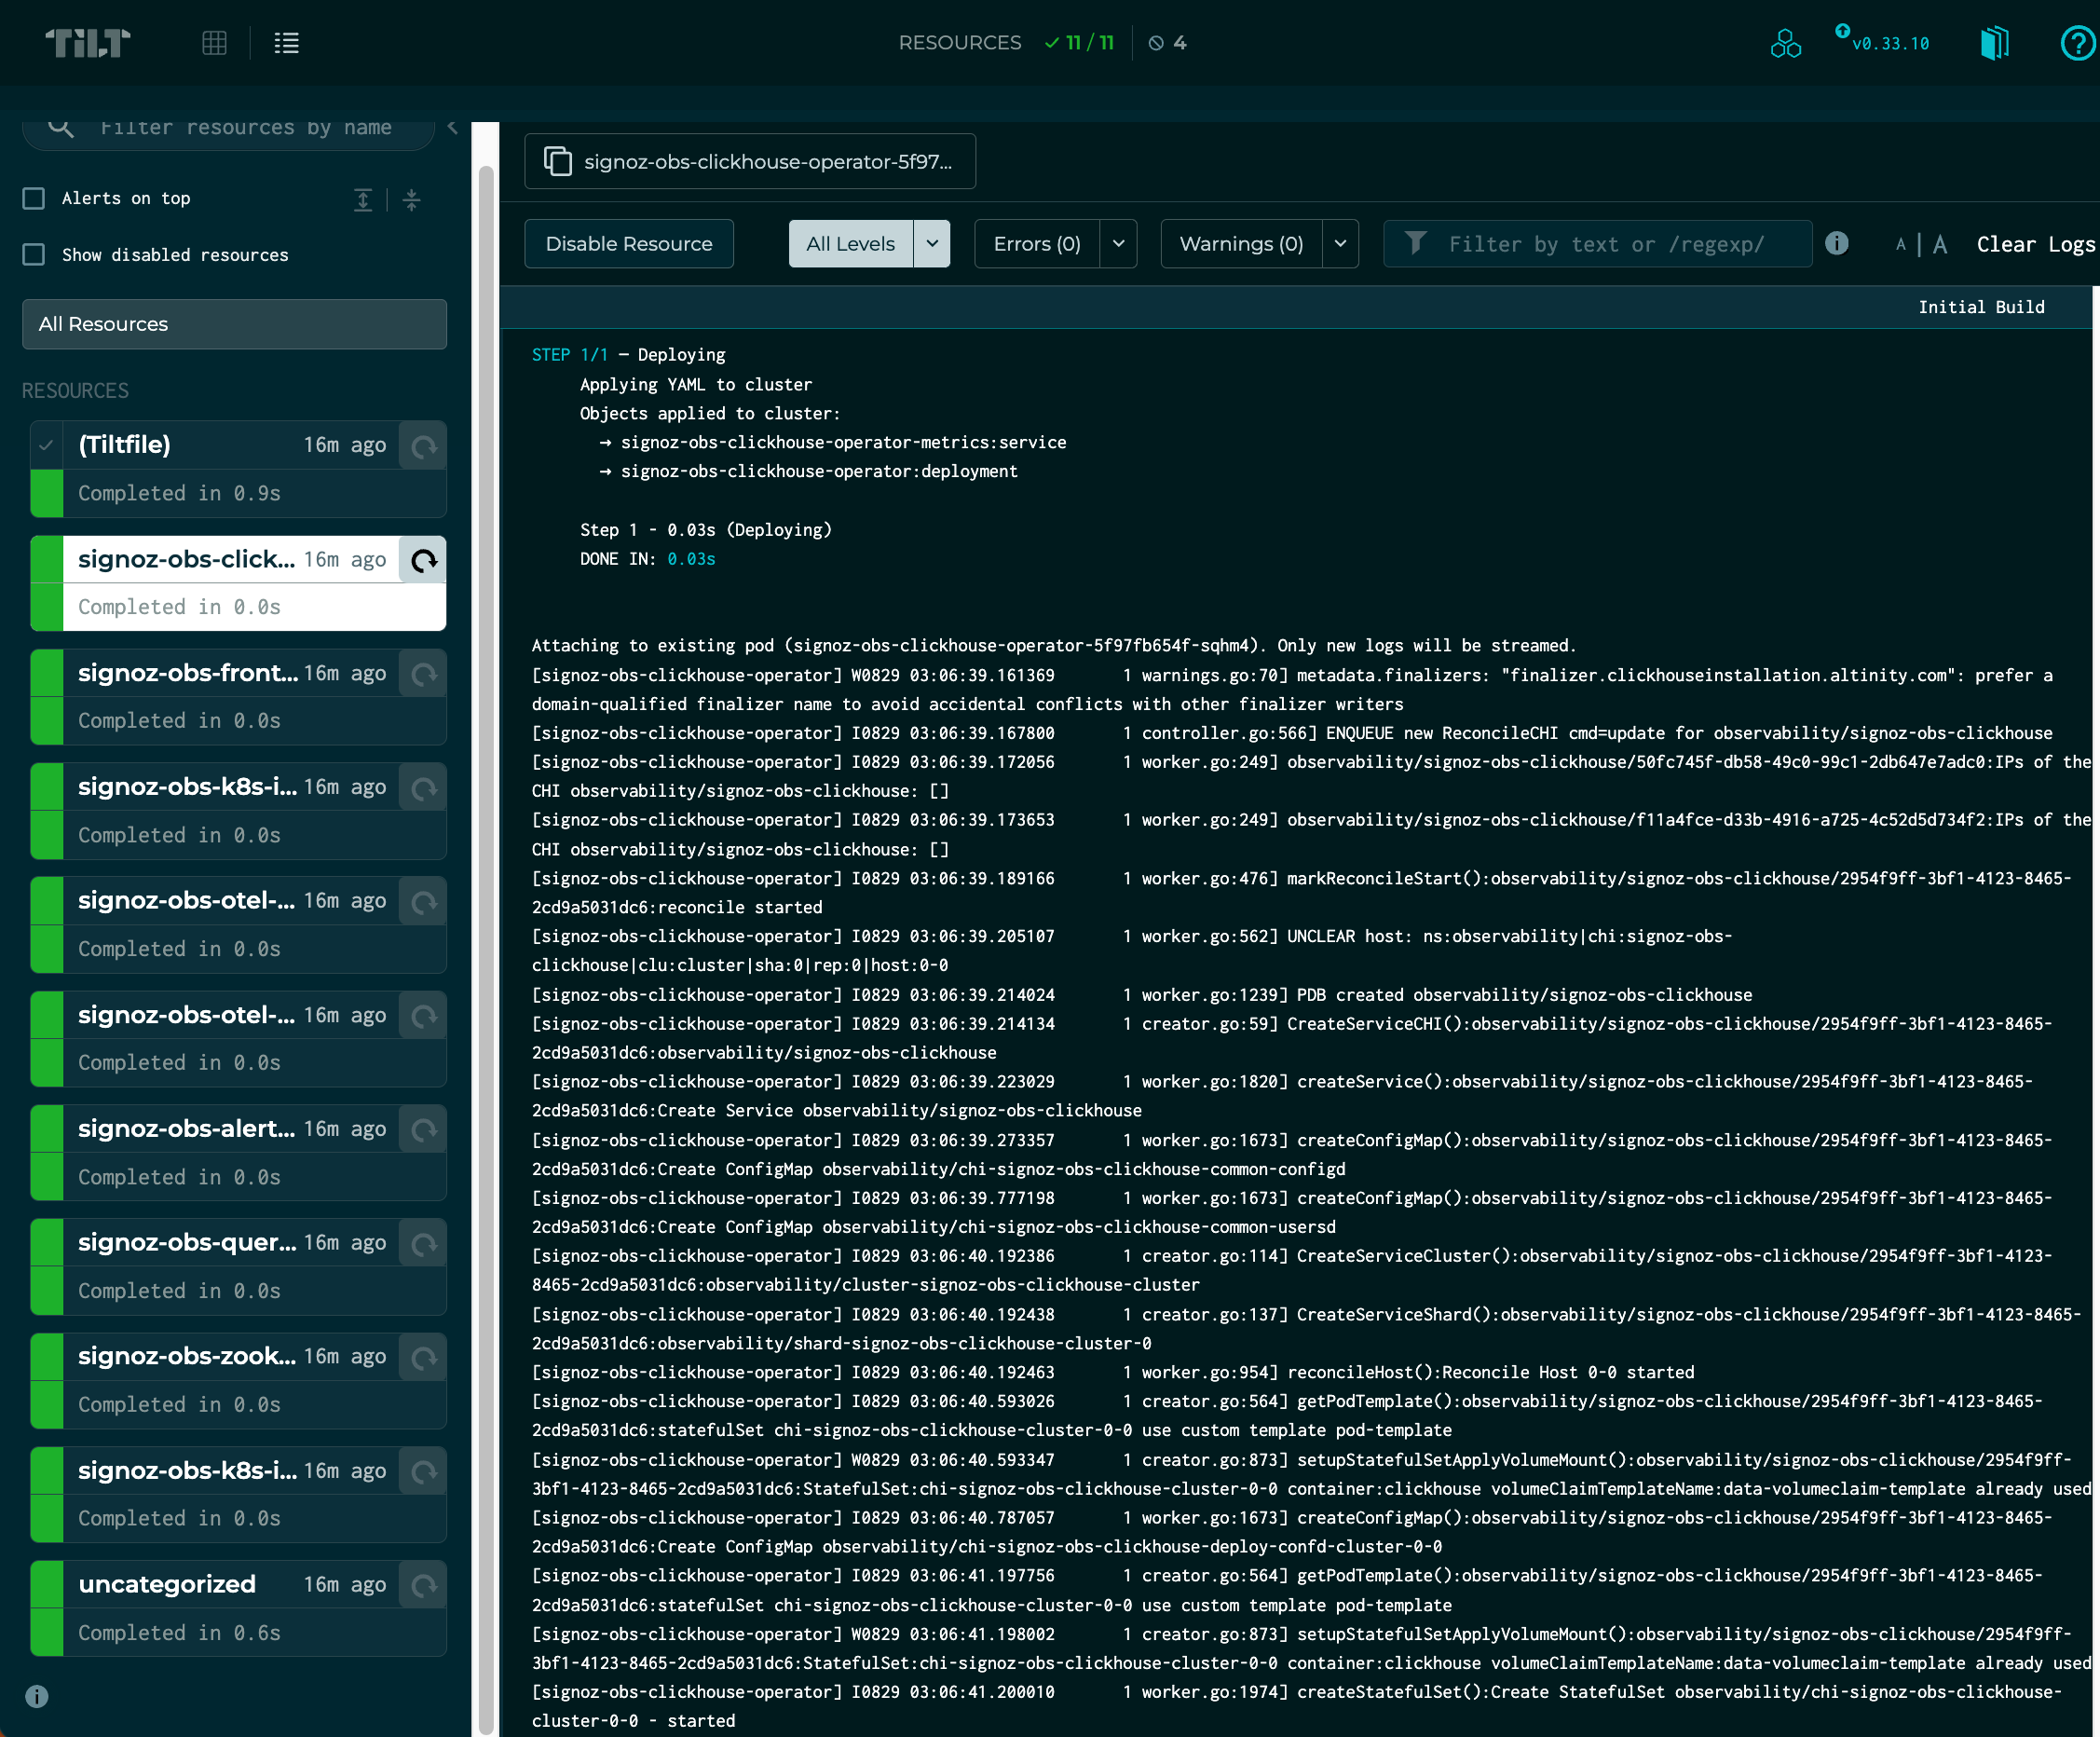 TiLT
RESOURCES 11 / 11 4
v0.33.10
?
Filter resources by name
Alerts on top
Show disabled resources
All Resources
RESOURCES
(Tiltfile) 16m ago
Completed in 0.9s
signoz-obs-click... 16m ago
Completed in 0.0s
signoz-obs-front... 16m ago
Completed in 0.0s
signoz-obs-k8s-i... 16m ago
Completed in 0.0s
signoz-obs-otel-... 16m ago
Completed in 0.0s
signoz-obs-otel-... 16m ago
Completed in 0.0s
signoz-obs-alert... 16m ago
Completed in 0.0s
signoz-obs-quer... 16m ago
Completed in 0.0s
signoz-obs-zook... 16m ago
Completed in 0.0s
signoz-obs-k8s-i... 16m ago
Completed in 0.0s
uncategorized 16m ago
Completed in 0.6s
signoz-obs-clickhouse-operator-5f97...
Disable Resource All Levels Errors (0) Warnings (0) Filter by text or /regexp/ A | A Clear Logs
Initial Build
STEP 1/1 — Deploying
Applying YAML to cluster
Objects applied to cluster:
→ signoz-obs-clickhouse-operator-metrics:service
→ signoz-obs-clickhouse-operator:deployment
Step 1 - 0.03s (Deploying)
DONE IN: 0.03s
Attaching to existing pod (signoz-obs-clickhouse-operator-5f97fb654f-sqhm4). Only new logs will be streamed.
[signoz-obs-clickhouse-operator] W0829 03:06:39.161369 1 warnings.go:70] metadata.finalizers: "finalizer.clickhouseinstallation.altinity.com": prefer a
domain-qualified finalizer name to avoid accidental conflicts with other finalizer writers
[signoz-obs-clickhouse-operator] I0829 03:06:39.167800 1 controller.go:566] ENQUEUE new ReconcileCHI cmd=update for observability/signoz-obs-clickhouse
[signoz-obs-clickhouse-operator] I0829 03:06:39.172056 1 worker.go:249] observability/signoz-obs-clickhouse/50fc745f-db58-49c0-99c1-2db647e7adc0:IPs of the
CHI observability/signoz-obs-clickhouse: []
[signoz-obs-clickhouse-operator] I0829 03:06:39.173653 1 worker.go:249] observability/signoz-obs-clickhouse/f11a4fce-d33b-4916-a725-4c52d5d734f2:IPs of the
CHI observability/signoz-obs-clickhouse: []
[signoz-obs-clickhouse-operator] I0829 03:06:39.189166 1 worker.go:476] markReconcileStart():observability/signoz-obs-clickhouse/2954f9ff-3bf1-4123-8465-
2cd9a5031dc6:reconcile started
[signoz-obs-clickhouse-operator] I0829 03:06:39.205107 1 worker.go:562] UNCLEAR host: ns:observability|chi:signoz-obs-
clickhouse|clu:cluster|sha:0|rep:0|host:0-0
[signoz-obs-clickhouse-operator] I0829 03:06:39.214024 1 worker.go:1239] PDB created observability/signoz-obs-clickhouse
[signoz-obs-clickhouse-operator] I0829 03:06:39.214134 1 creator.go:59] CreateServiceCHI():observability/signoz-obs-clickhouse/2954f9ff-3bf1-4123-8465-
2cd9a5031dc6:observability/signoz-obs-clickhouse
[signoz-obs-clickhouse-operator] I0829 03:06:39.223029 1 worker.go:1820] createService():observability/signoz-obs-clickhouse/2954f9ff-3bf1-4123-8465-
2cd9a5031dc6:Create Service observability/signoz-obs-clickhouse
[signoz-obs-clickhouse-operator] I0829 03:06:39.273357 1 worker.go:1673] createConfigMap():observability/signoz-obs-clickhouse/2954f9ff-3bf1-4123-8465-
2cd9a5031dc6:Create ConfigMap observability/chi-signoz-obs-clickhouse-common-configd
[signoz-obs-clickhouse-operator] I0829 03:06:39.777198 1 worker.go:1673] createConfigMap():observability/signoz-obs-clickhouse/2954f9ff-3bf1-4123-8465-
2cd9a5031dc6:Create ConfigMap observability/chi-signoz-obs-clickhouse-common-usersd
[signoz-obs-clickhouse-operator] I0829 03:06:40.192386 1 creator.go:114] CreateServiceCluster():observability/signoz-obs-clickhouse/2954f9ff-3bf1-4123-
8465-2cd9a5031dc6:observability/cluster-signoz-obs-clickhouse-cluster
[signoz-obs-clickhouse-operator] I0829 03:06:40.192438 1 creator.go:137] CreateServiceShard():observability/signoz-obs-clickhouse/2954f9ff-3bf1-4123-8465-
2cd9a5031dc6:observability/shard-signoz-obs-clickhouse-cluster-0
[signoz-obs-clickhouse-operator] I0829 03:06:40.192463 1 worker.go:954] reconcileHost():Reconcile Host 0-0 started
[signoz-obs-clickhouse-operator] I0829 03:06:40.593026 1 creator.go:564] getPodTemplate():observability/signoz-obs-clickhouse/2954f9ff-3bf1-4123-8465-
2cd9a5031dc6:statefulSet chi-signoz-obs-clickhouse-cluster-0-0 use custom template pod-template
[signoz-obs-clickhouse-operator] W0829 03:06:40.593347 1 creator.go:873] setupStatefulSetApplyVolumeMount():observability/signoz-obs-clickhouse/2954f9ff-
3bf1-4123-8465-2cd9a5031dc6:StatefulSet:chi-signoz-obs-clickhouse-cluster-0-0 container:clickhouse volumeClaimTemplateName:data-volumeclaim-template already used
[signoz-obs-clickhouse-operator] I0829 03:06:40.787057 1 worker.go:1673] createConfigMap():observability/signoz-obs-clickhouse/2954f9ff-3bf1-4123-8465-
2cd9a5031dc6:Create ConfigMap observability/chi-signoz-obs-clickhouse-deploy-confd-cluster-0-0
[signoz-obs-clickhouse-operator] I0829 03:06:41.197756 1 creator.go:564] getPodTemplate():observability/signoz-obs-clickhouse/2954f9ff-3bf1-4123-8465-
2cd9a5031dc6:statefulSet chi-signoz-obs-clickhouse-cluster-0-0 use custom template pod-template
[signoz-obs-clickhouse-operator] W0829 03:06:41.198002 1 creator.go:873] setupStatefulSetApplyVolumeMount():observability/signoz-obs-clickhouse/2954f9ff-
3bf1-4123-8465-2cd9a5031dc6:StatefulSet:chi-signoz-obs-clickhouse-cluster-0-0 container:clickhouse volumeClaimTemplateName:data-volumeclaim-template already used
[signoz-obs-clickhouse-operator] I0829 03:06:41.200010 1 worker.go:1974] createStatefulSet():Create StatefulSet observability/chi-signoz-obs-clickhouse-
cluster-0-0 - started